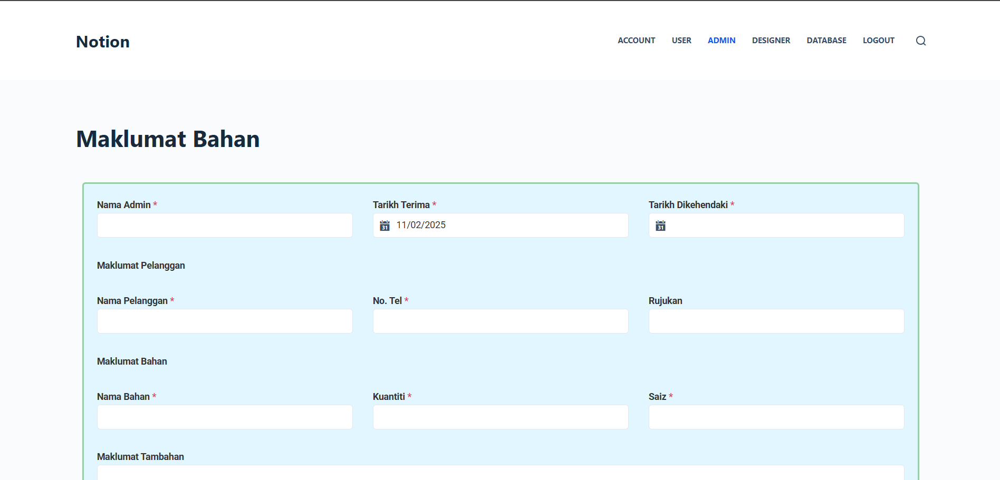 Notion
ACCOUNT USER ADMIN DESIGNER DATABASE LOGOUT
Maklumat Bahan
Nama Admin * Tarikh Terima * Tarikh Dikehendaki *
31 11/02/2025 31
Maklumat Pelanggan
Nama Pelanggan * No. Tel * Rujukan
Maklumat Bahan
Nama Bahan * Kuantiti * Saiz *
Maklumat Tambahan